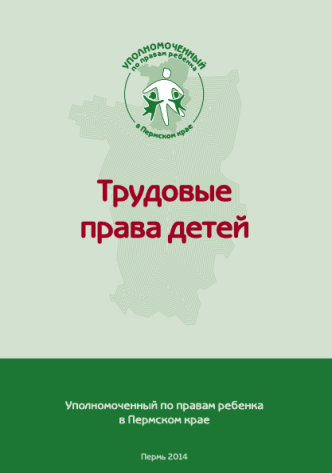 УПОЛНОМОЧЕННЫЙ
по правам ребенка
в Пермском крае
Трудовые
права детей
Уполномоченный по правам ребенка
в Пермском крае
Пермь 2014